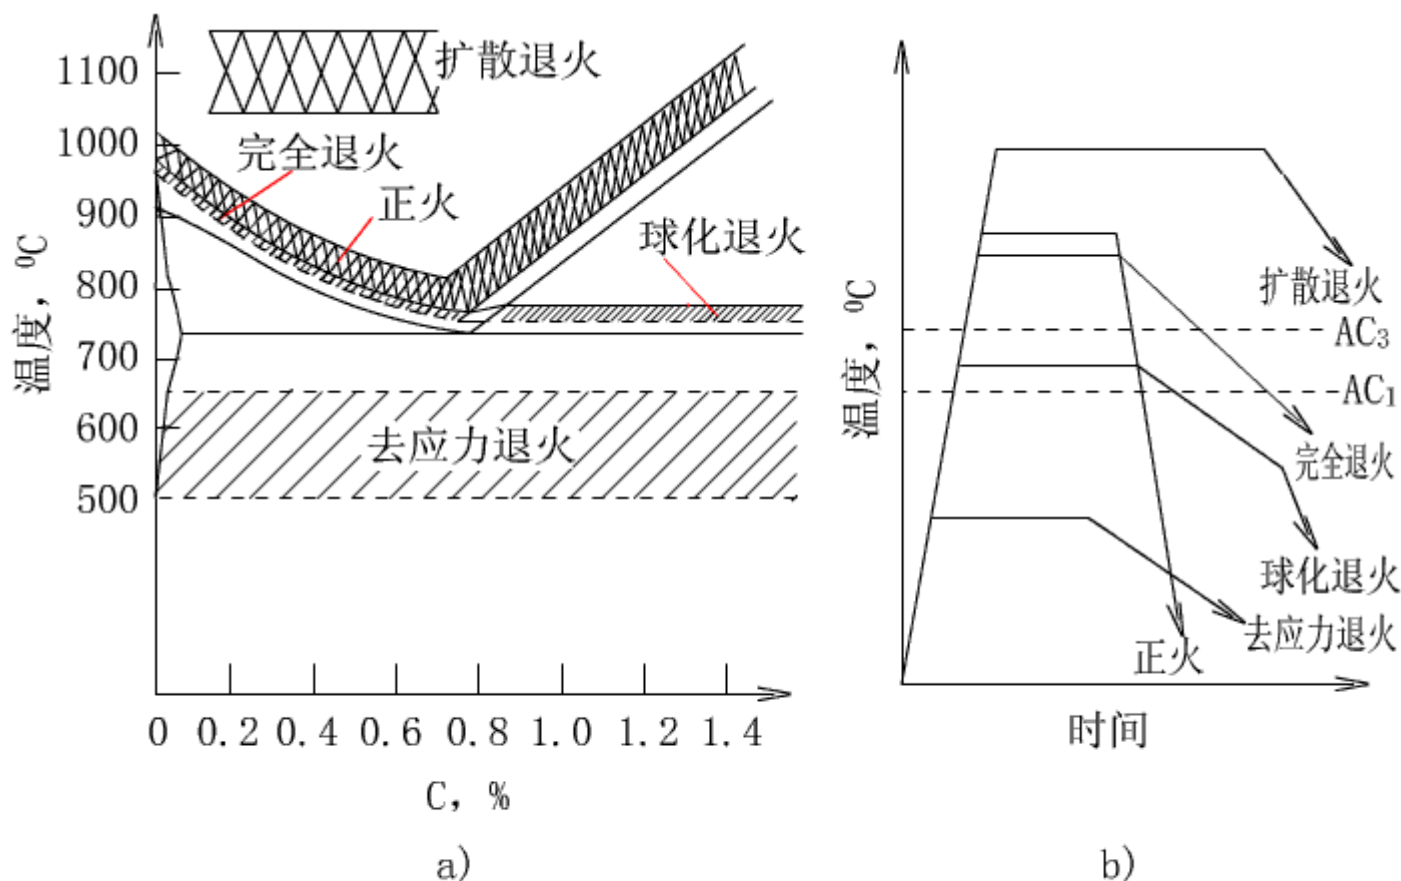 扩散退火
1100
1000
完全退火
正火
900
球化退火
800
700
600
去应力退火
500
温度, ⁰C
0 0.2 0.4 0.6 0.8 1.0 1.2 1.4
C, %
a)
温度, ⁰C
扩散退火
AC₃
AC₁
完全退火
球化退火
去应力退火
正火
时间
b)